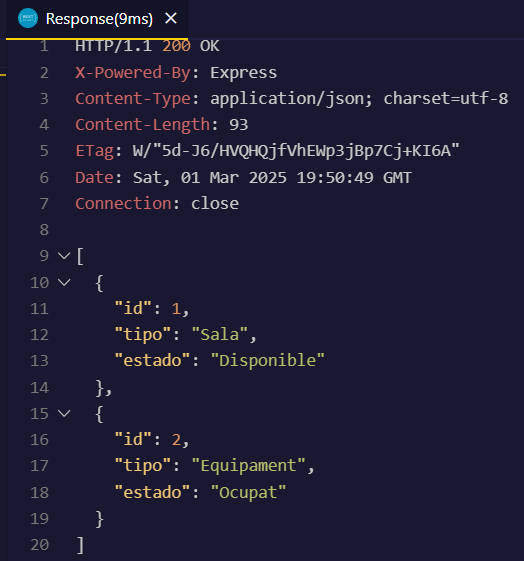 Response(9ms)
1 HTTP/1.1 200 OK
2 X-Powered-By: Express
3 Content-Type: application/json; charset=utf-8
4 Content-Length: 93
5 ETag: W/"5d-J6/HVQHQjfVhEWp3jBp7Cj+KI6A"
6 Date: Sat, 01 Mar 2025 19:50:49 GMT
7 Connection: close
8
9 [
10   {
11     "id": 1,
12     "tipo": "Sala",
13     "estado": "Disponible"
14   },
15   {
16     "id": 2,
17     "tipo": "Equipament",
18     "estado": "Ocupat"
19   }
20 ]